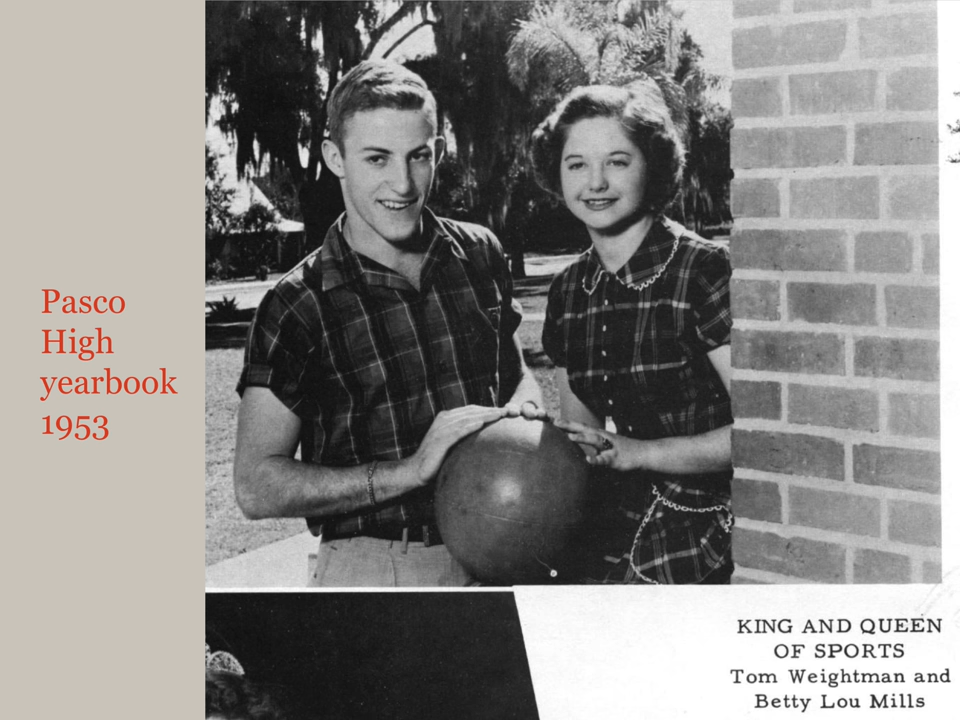 Pasco
High
yearbook
1953
KING AND QUEEN
OF SPORTS
Tom Weightman and
Betty Lou Mills